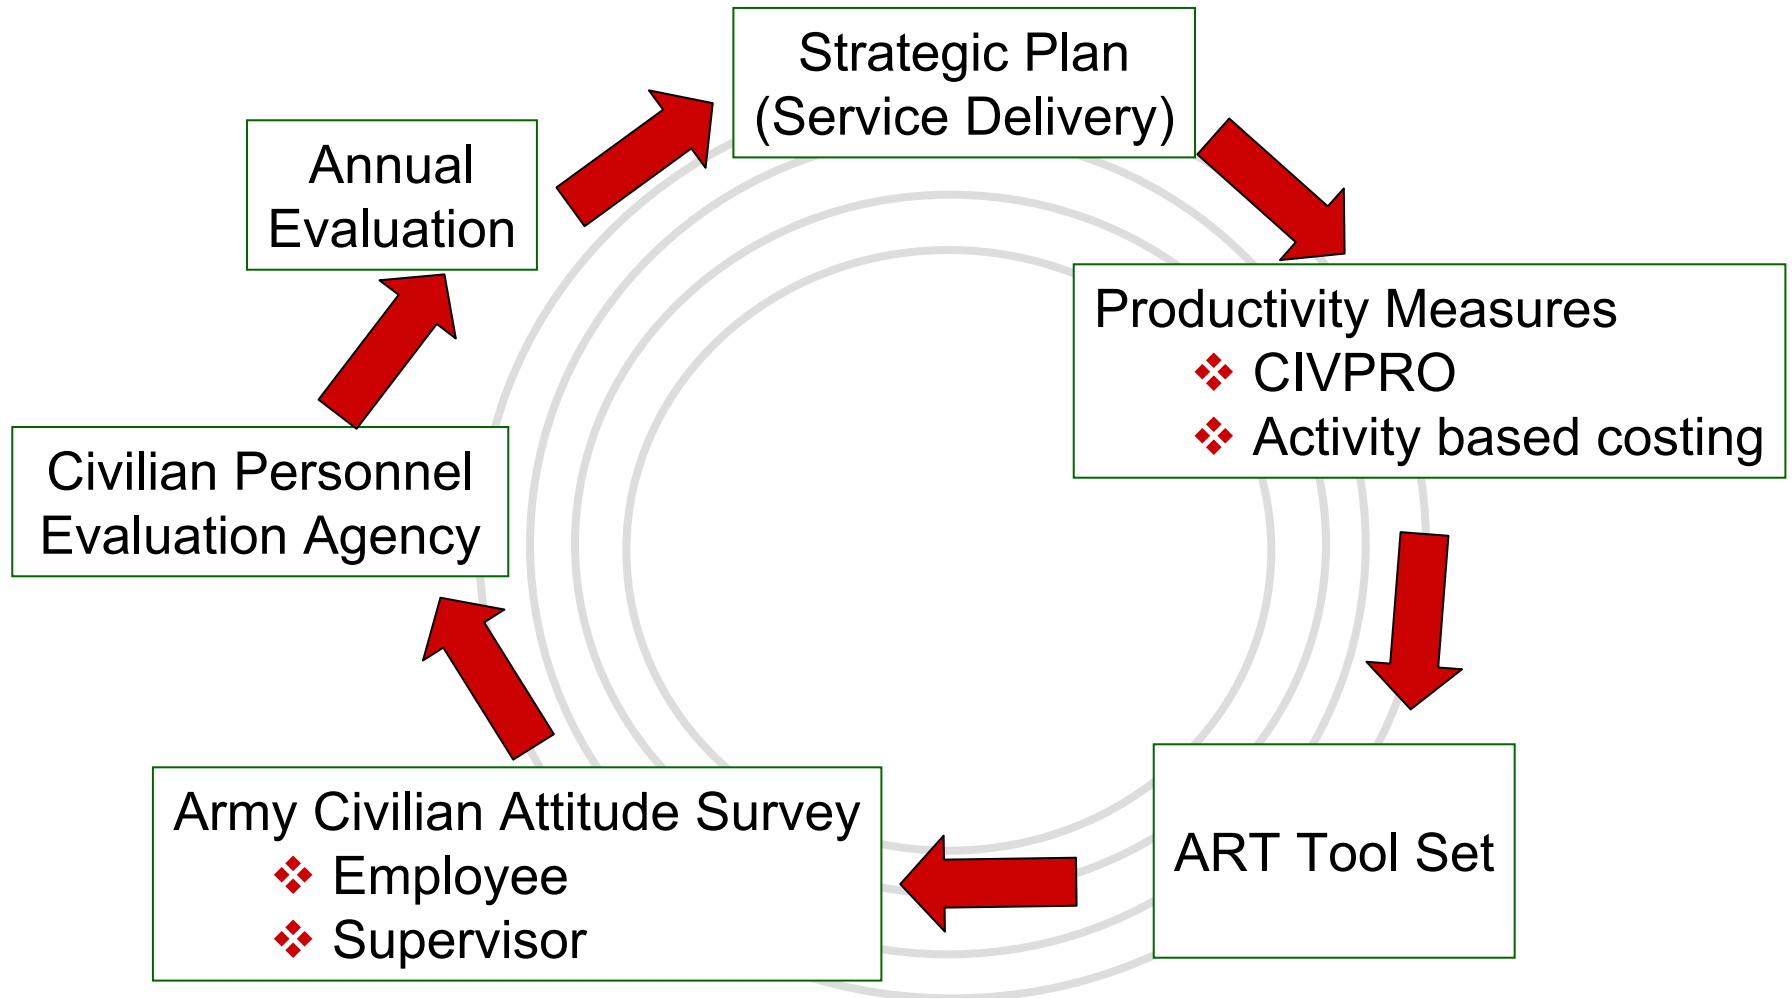 Strategic Plan
(Service Delivery)
Annual
Evaluation
Productivity Measures
CIVPRO
Activity based costing
Civilian Personnel
Evaluation Agency
Army Civilian Attitude Survey
Employee
Supervisor
ART Tool Set